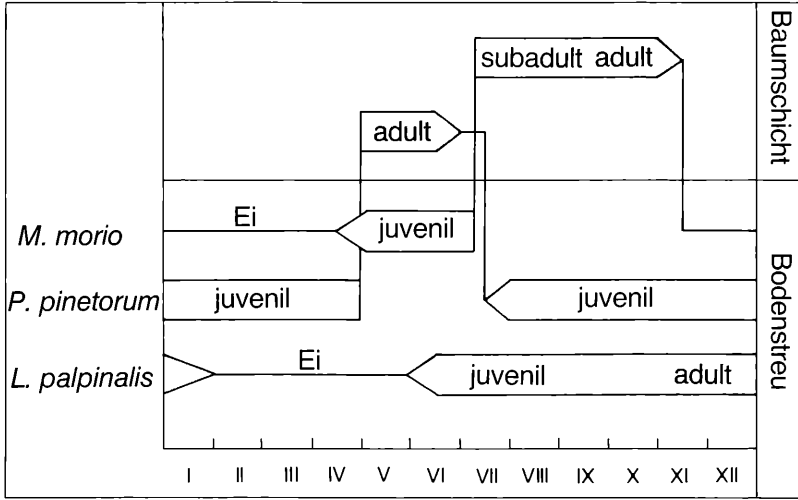 Baumschicht
subadult adult
adult
Ei
M. morio
juvenil
Bodenstreu
P. pinetorum
juvenil
juvenil
L. palpinalis
Ei
juvenil
adult
I II III IV V VI VII VIII IX X XI XII